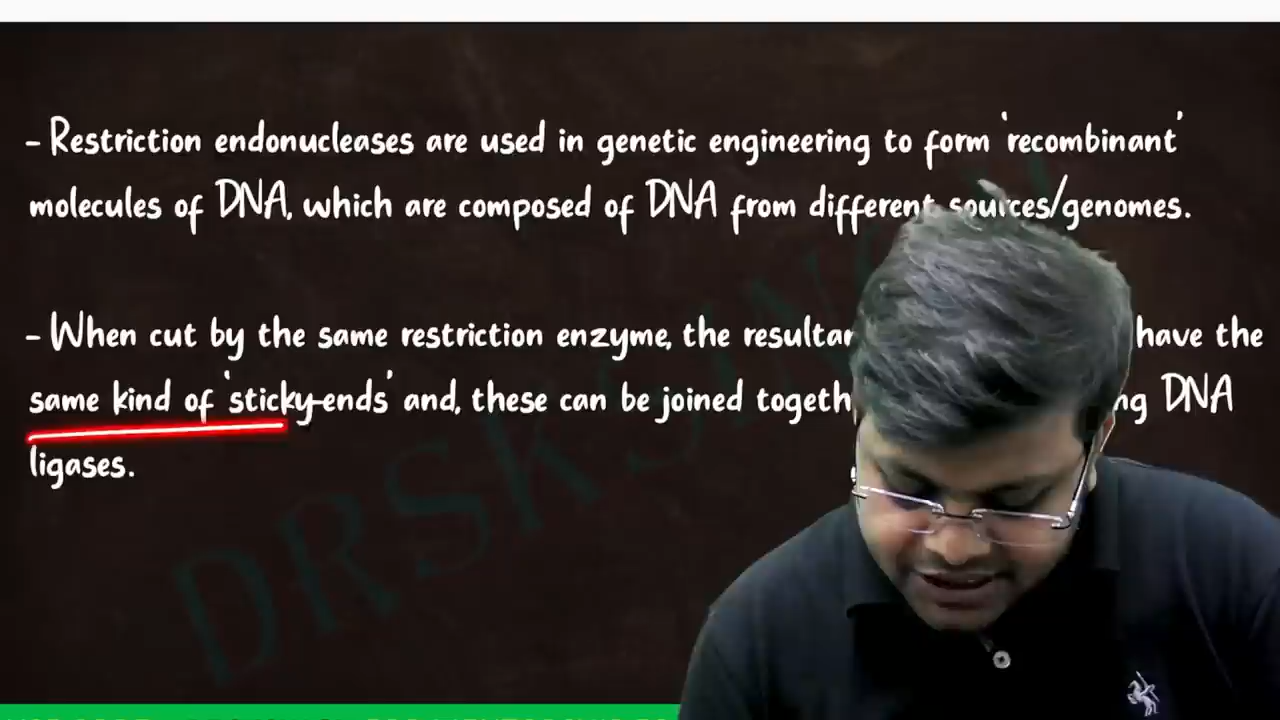 - Restriction endonucleases are used in genetic engineering to form 'recombinant'
molecules of DNA, which are composed of DNA from different sources/genomes.
- When cut by the same restriction enzyme, the have the
same kind of 'sticky-ends' and, these can be joined DNA
ligases.
DRSKSINGH